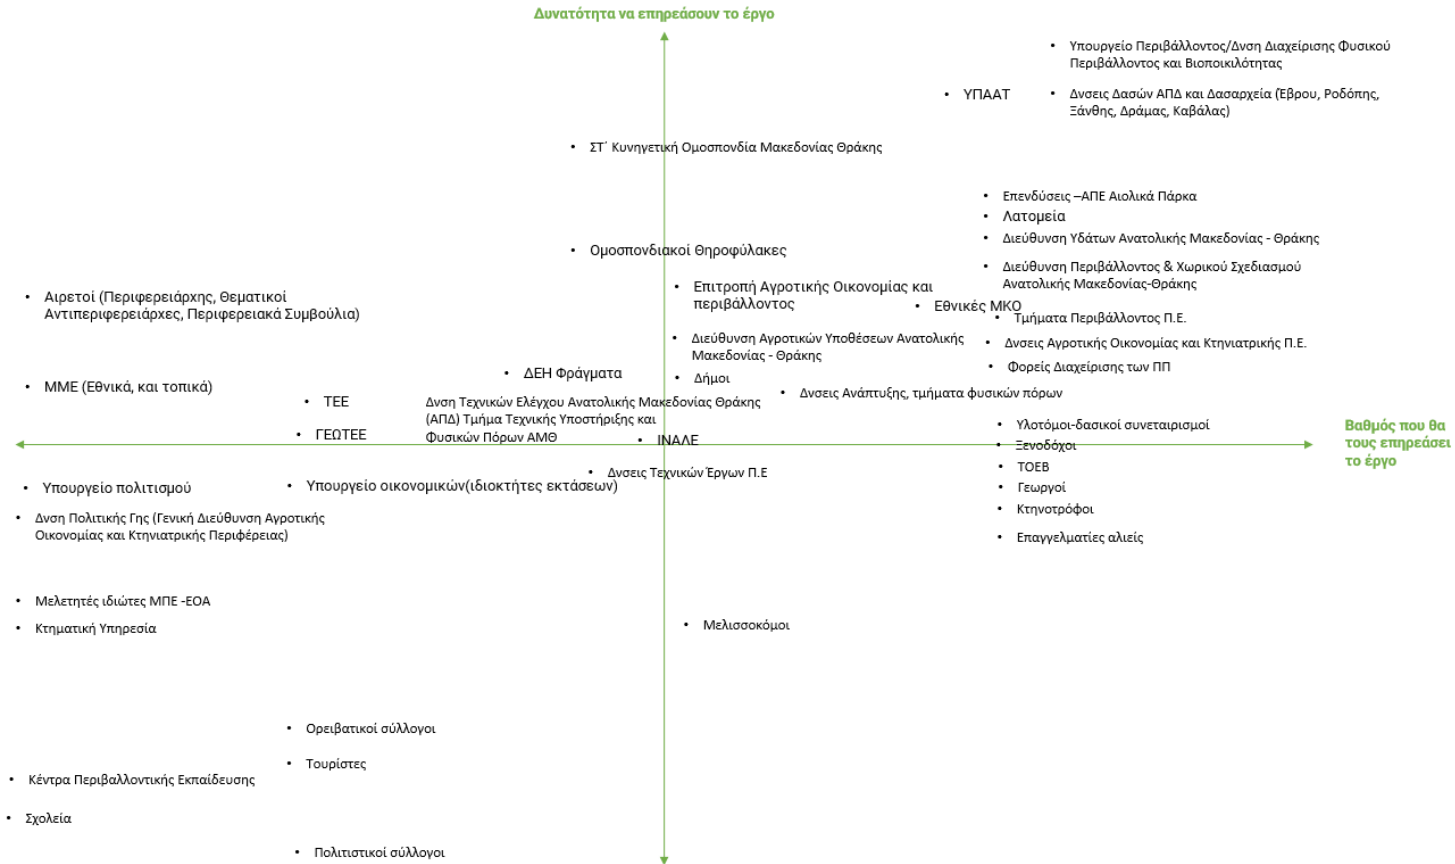 Δυνατότητα να επηρεάσουν το έργο
• Υπουργείο Περιβάλλοντος/Δνση Διαχείρισης Φυσικού
Περιβάλλοντος και Βιοποικιλότητας
• ΥΠΑΑΤ
• Δνσεις Δασών ΑΠΔ και Δασαρχεία (Έβρου, Ροδόπης,
Ξάνθης, Δράμας, Καβάλας)
• ΣΤ΄ Κυνηγετική Ομοσπονδία Μακεδονίας Θράκης
• Επενδύσεις –ΑΠΕ Αιολικά Πάρκα
• Λατομεία
• Διεύθυνση Υδάτων Ανατολικής Μακεδονίας - Θράκης
• Ομοσπονδιακοί Θηροφύλακες
• Διεύθυνση Περιβάλλοντος & Χωρικού Σχεδιασμού
Ανατολικής Μακεδονίας-Θράκης
• Επιτροπή Αγροτικής Οικονομίας και
περιβάλλοντος
• Αιρετοί (Περιφερειάρχης, Θεματικοί
Αντιπεριφερειάρχες, Περιφερειακά Συμβούλια)
• Εθνικές ΜΚΟ
• Τμήματα Περιβάλλοντος Π.Ε.
• Διεύθυνση Αγροτικών Υποθέσεων Ανατολικής
Μακεδονίας - Θράκης
• Δνσεις Αγροτικής Οικονομίας και Κτηνιατρικής Π.Ε.
• Φορείς Διαχείρισης των ΠΠ
• ΔΕΗ Φράγματα
• Δήμοι
• ΜΜΕ (Εθνικά, και τοπικά)
• Δνσεις Ανάπτυξης, τμήματα φυσικών πόρων
• ΤΕΕ
Δνση Τεχνικών Ελέγχου Ανατολικής Μακεδονίας Θράκης
(ΑΠΔ) Τμήμα Τεχνικής Υποστήριξης και
Φυσικών Πόρων ΑΜΘ
• ΓΕΩΤΕΕ
• ΙΝΑΛΕ
• Υλοτόμοι-δασικοί συνεταιρισμοί
• Ξενοδόχοι
Βαθμός που θα
τους επηρεάσει
το έργο
• Δνσεις Τεχνικών Έργων Π.Ε
• ΤΟΕΒ
• Υπουργείο πολιτισμού
• Υπουργείο οικονομικών(ιδιοκτήτες εκτάσεων)
• Γεωργοί
• Κτηνοτρόφοι
• Δνση Πολιτικής Γης (Γενική Διεύθυνση Αγροτικής
Οικονομίας και Κτηνιατρικής Περιφέρειας)
• Επαγγελματίες αλιείς
• Μελετητές ιδιώτες ΜΠΕ -ΕΟΑ
• Κτηματική Υπηρεσία
• Μελισσοκόμοι
• Ορειβατικοί σύλλογοι
• Τουρίστες
• Κέντρα Περιβαλλοντικής Εκπαίδευσης
• Σχολεία
• Πολιτιστικοί σύλλογοι